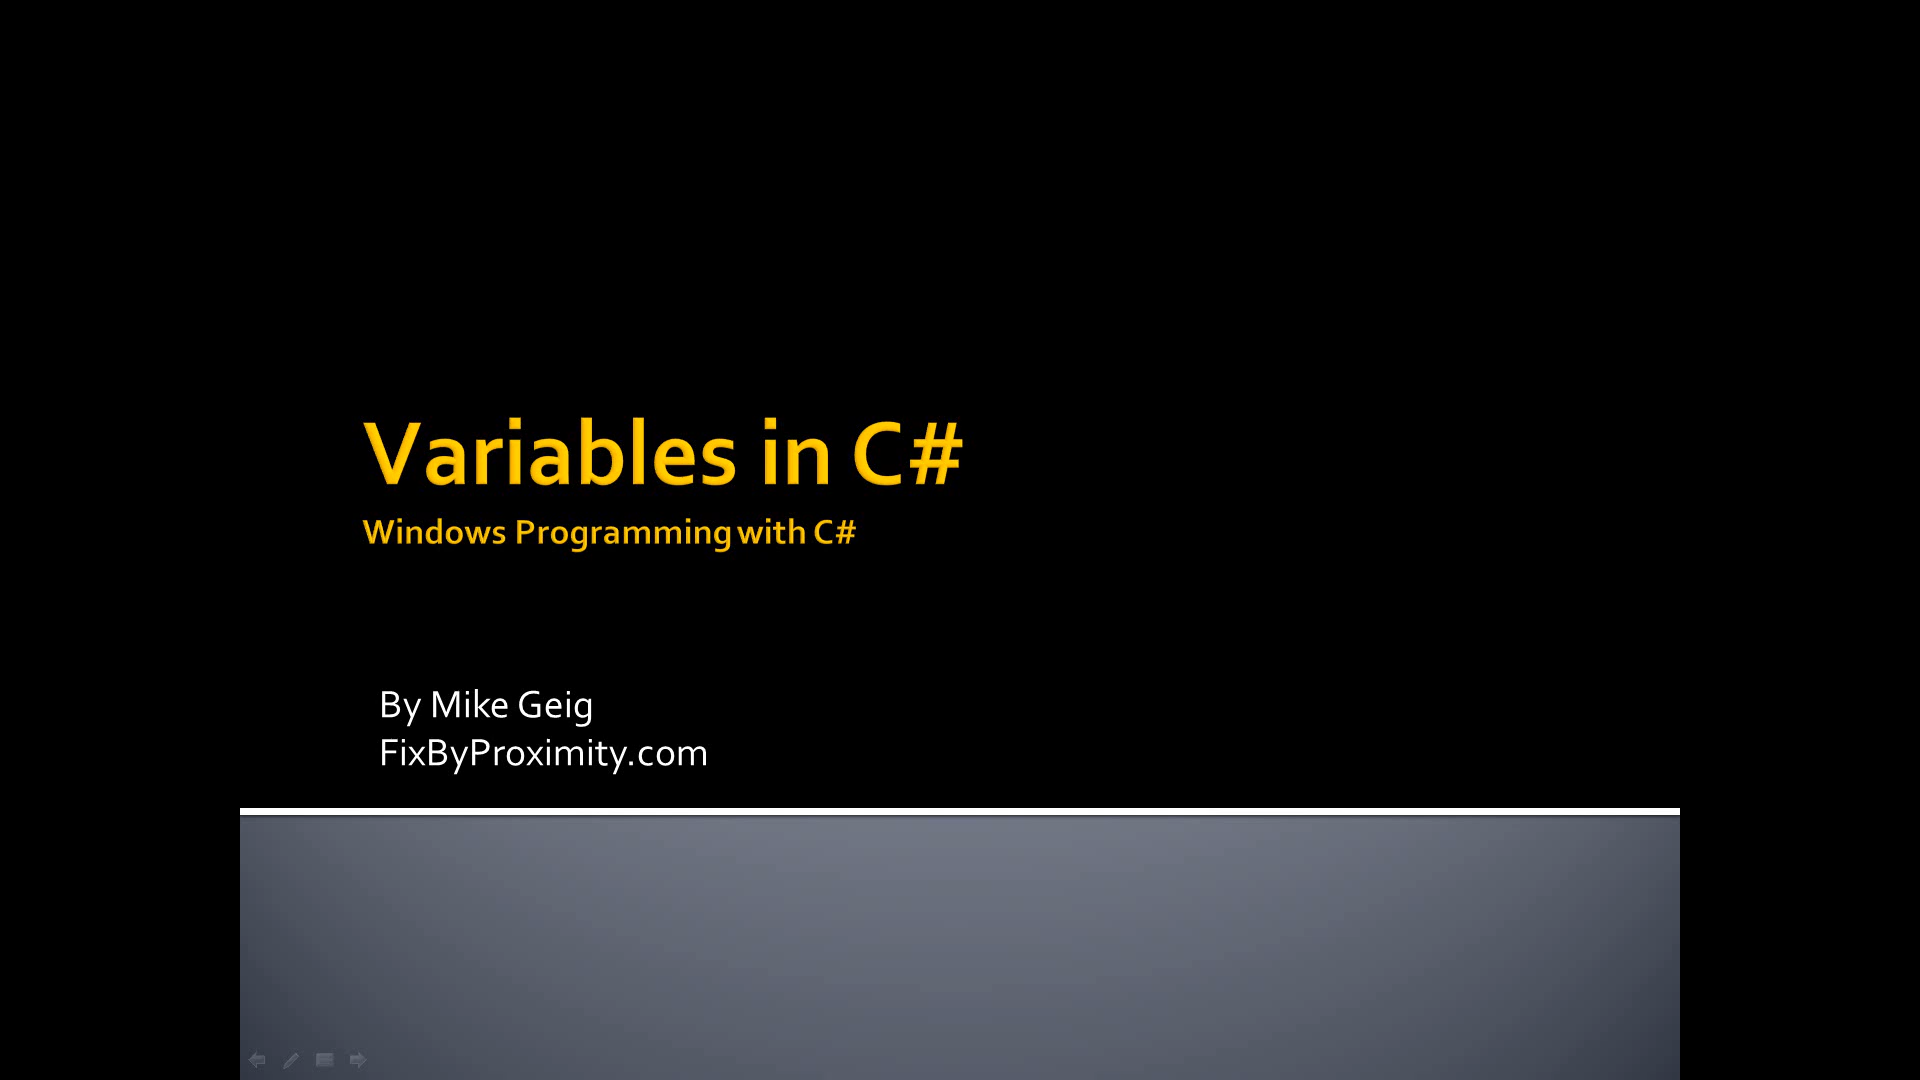 Variables in C#
Windows Programming with C#
By Mike Geig
FixByProximity.com